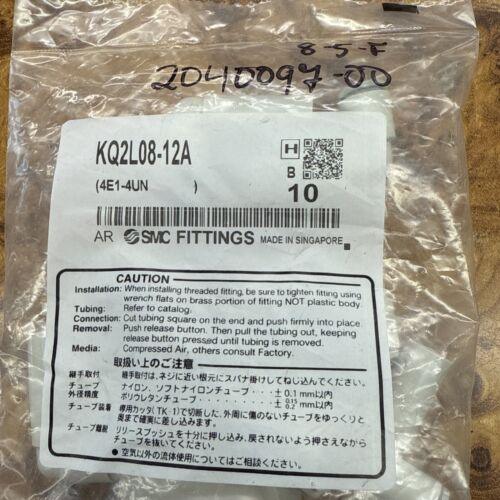 8-5-F
2040097-00
KQ2L08-12A
(4E1-4UN )
H
B
10
AR SMC FITTINGS MADE IN SINGAPORE
CAUTION
Installation: When installing threaded fitting, be sure to tighten fitting using
wrench flats on brass portion of fitting NOT plastic body.
Tubing: Refer to catalog.
Connection: Cut tubing square on the end and push firmly into place.
Removal: Push release button. Then pull the tubing out, keeping
release button pressed until tubing is removed.
Media: Compressed Air, others consult Factory.
取扱い上のご注意
継手取付 継手取付は、ネジに近い根元にスパナ掛けしてねじ込んでください。
チューブ ナイロン、ソフトナイロンチューブ・・・± 0.1 mm以内
外径精度 ポリウレタンチューブ・・・・・・・・・・± 0.15 0.2 mm以内
チューブ装着 専用カッタ(TK-1)で切断した、外周に傷のないチューブをゆっくりと
奥まで確実に差し込みます。
チューブ離脱 リリースプッシュを十分に押し込み、戻されないよう押さえながら
チューブを抜いてください。
● 空気以外の流体使用についてはご相談ください。